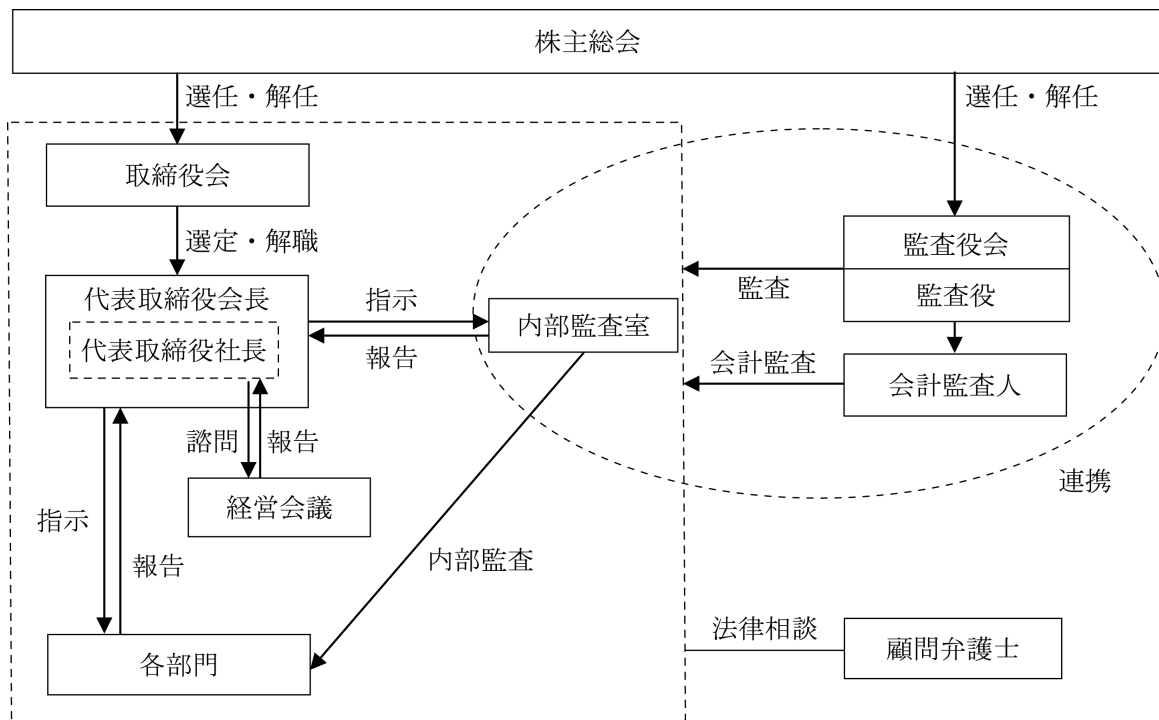 株主総会
選任・解任
選任・解任
取締役会
選定・解職
監査役会
監査役
監査
代表取締役会長
代表取締役社長
指示
報告
内部監査室
会計監査
会計監査人
諮問
報告
経営会議
連携
指示
報告
内部監査
各部門
法律相談
顧問弁護士